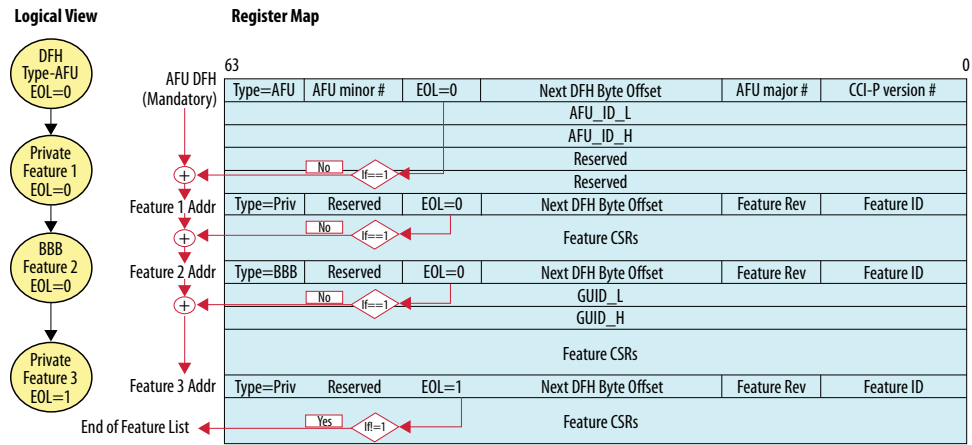 Logical View
Register Map
DFH
Type-AFU
EOL=0
Private
Feature 1
EOL=0
BBB
Feature 2
EOL=0
Private
Feature 3
EOL=1
63
0
AFU DFH
(Mandatory)
Type=AFU AFU minor # EOL=0 Next DFH Byte Offset AFU major # CCI-P version #
AFU_ID_L
AFU_ID_H
Reserved
No If==1
Reserved
Feature 1 Addr Type=Priv Reserved EOL=0 Next DFH Byte Offset Feature Rev Feature ID
No If==1 Feature CSRs
Feature 2 Addr Type=BBB Reserved EOL=0 Next DFH Byte Offset Feature Rev Feature ID
No If==1 GUID_L
GUID_H
Feature CSRs
Feature 3 Addr Type=Priv Reserved EOL=1 Next DFH Byte Offset Feature Rev Feature ID
End of Feature List Yes If!=1 Feature CSRs